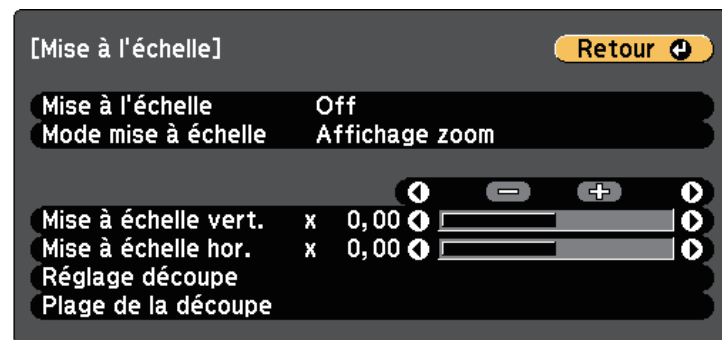 [Mise à l'échelle] Retour
Mise à l'échelle Off
Mode mise à échelle Affichage zoom
Mise à échelle vert. x 0,00
Mise à échelle hor. x 0,00
Réglage découpe
Plage de la découpe